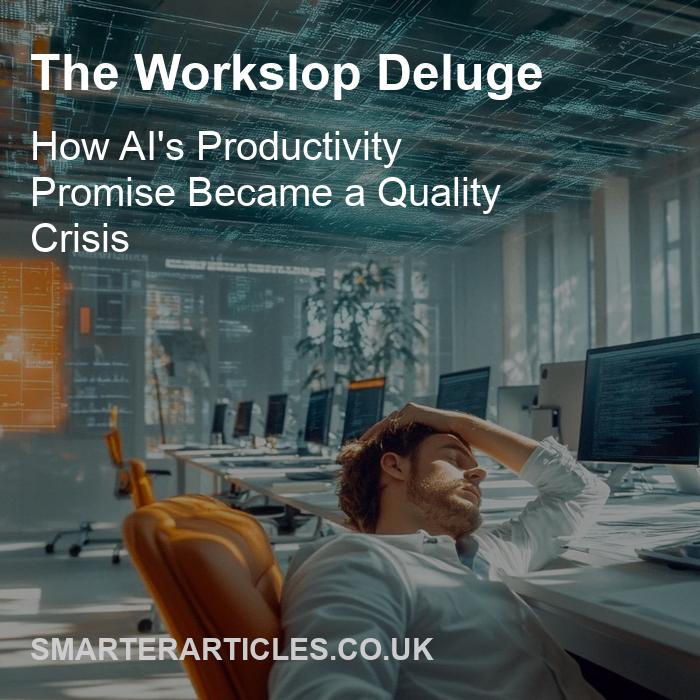 The Workslop Deluge
How AI's Productivity
Promise Became a Quality
Crisis
SMARTERARTICLES.CO.UK